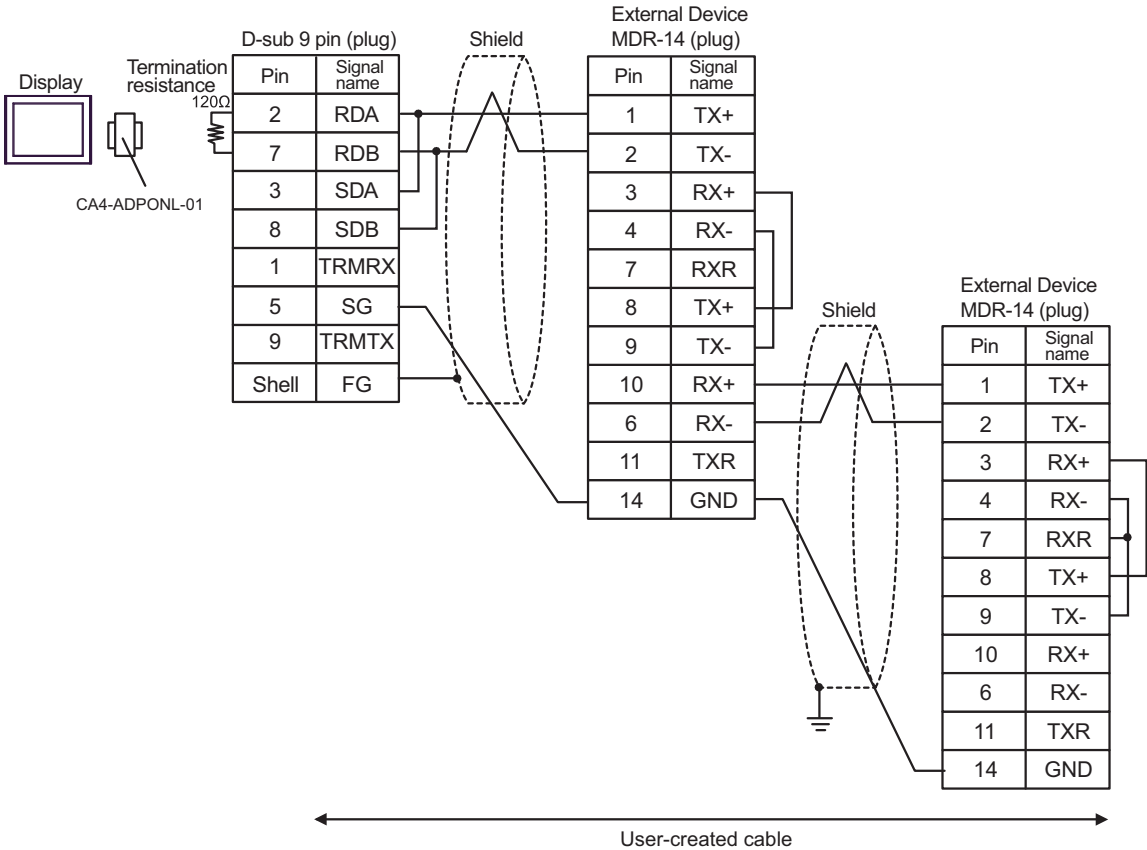 External Device
D-sub 9 pin (plug)
Shield
MDR-14 (plug)
Display
Termination
resistance
120Ω
CA4-ADPONL-01
Pin Signal name
2 RDA
7 RDB
3 SDA
8 SDB
1 TRMRX
5 SG
9 TRMTX
Shell FG
Pin Signal name
1 TX+
2 TX-
3 RX+
4 RX-
7 RXR
8 TX+
9 TX-
10 RX+
6 RX-
11 TXR
14 GND
Shield
External Device
MDR-14 (plug)
Pin Signal name
1 TX+
2 TX-
3 RX+
4 RX-
7 RXR
8 TX+
9 TX-
10 RX+
6 RX-
11 TXR
14 GND
User-created cable